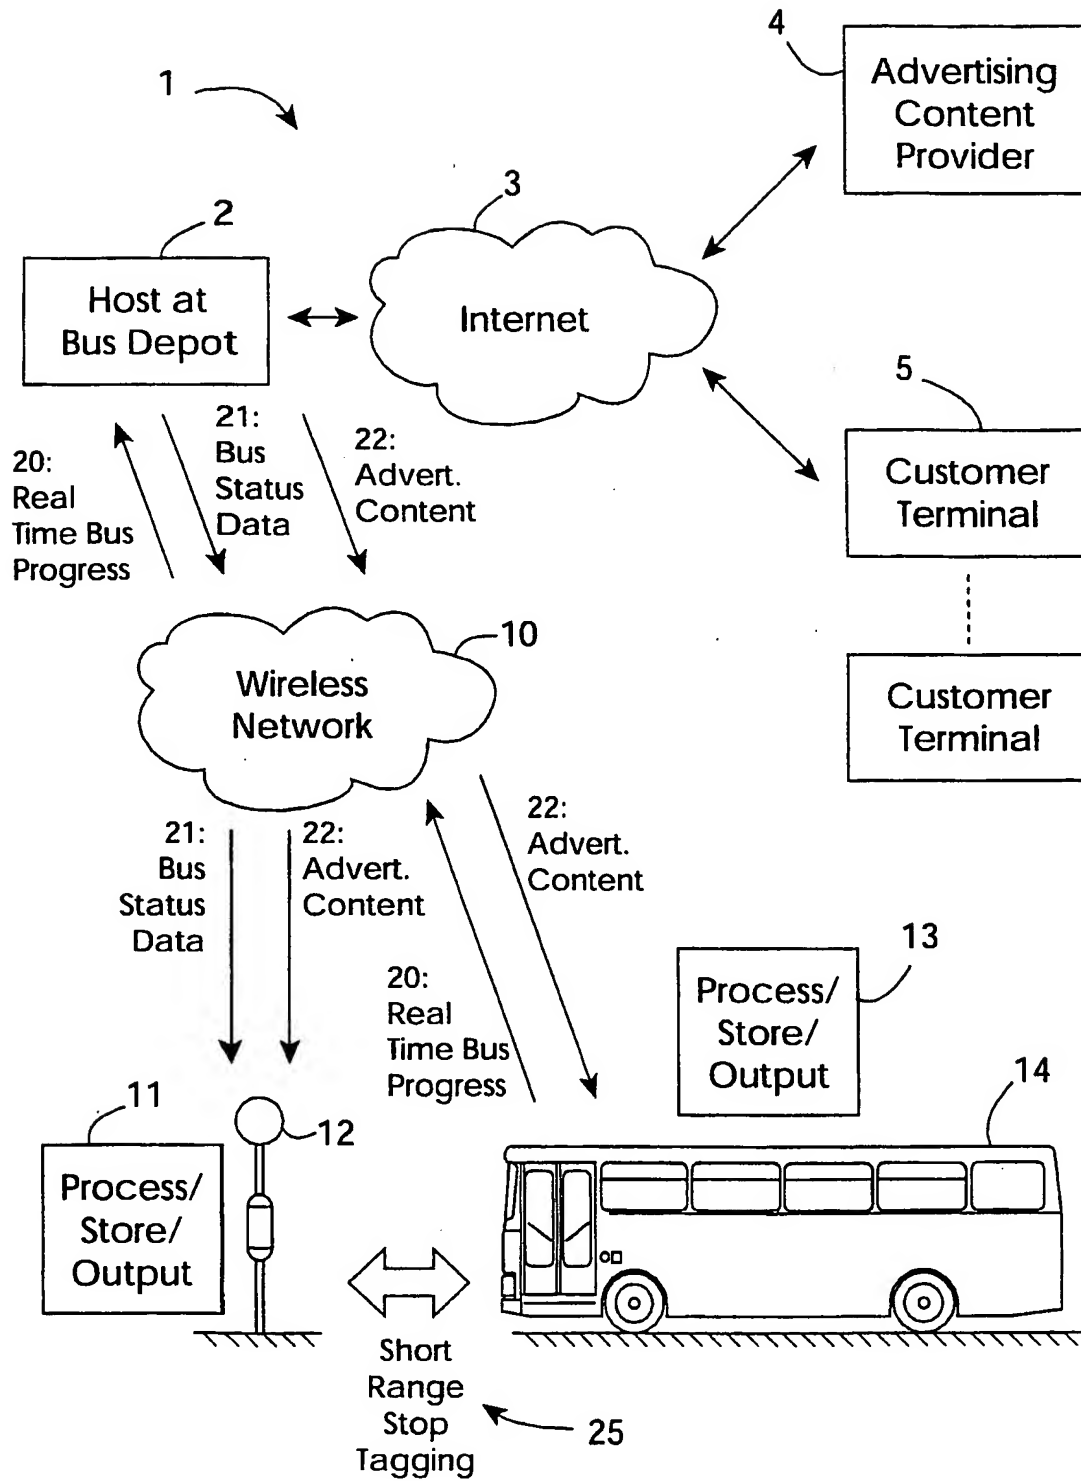 1
4
Advertising
Content
Provider
3
Internet
2
Host at
Bus Depot
5
Customer
Terminal
Customer
Terminal
20:
Real
Time Bus
Progress
21:
Bus
Status
Data
22:
Advert.
Content
10
Wireless
Network
21:
Bus
Status
Data
22:
Advert.
Content
22:
Advert.
Content
20:
Real
Time Bus
Progress
13
Process/
Store/
Output
14
11
Process/
Store/
Output
12
Short
Range
Stop
Tagging
25